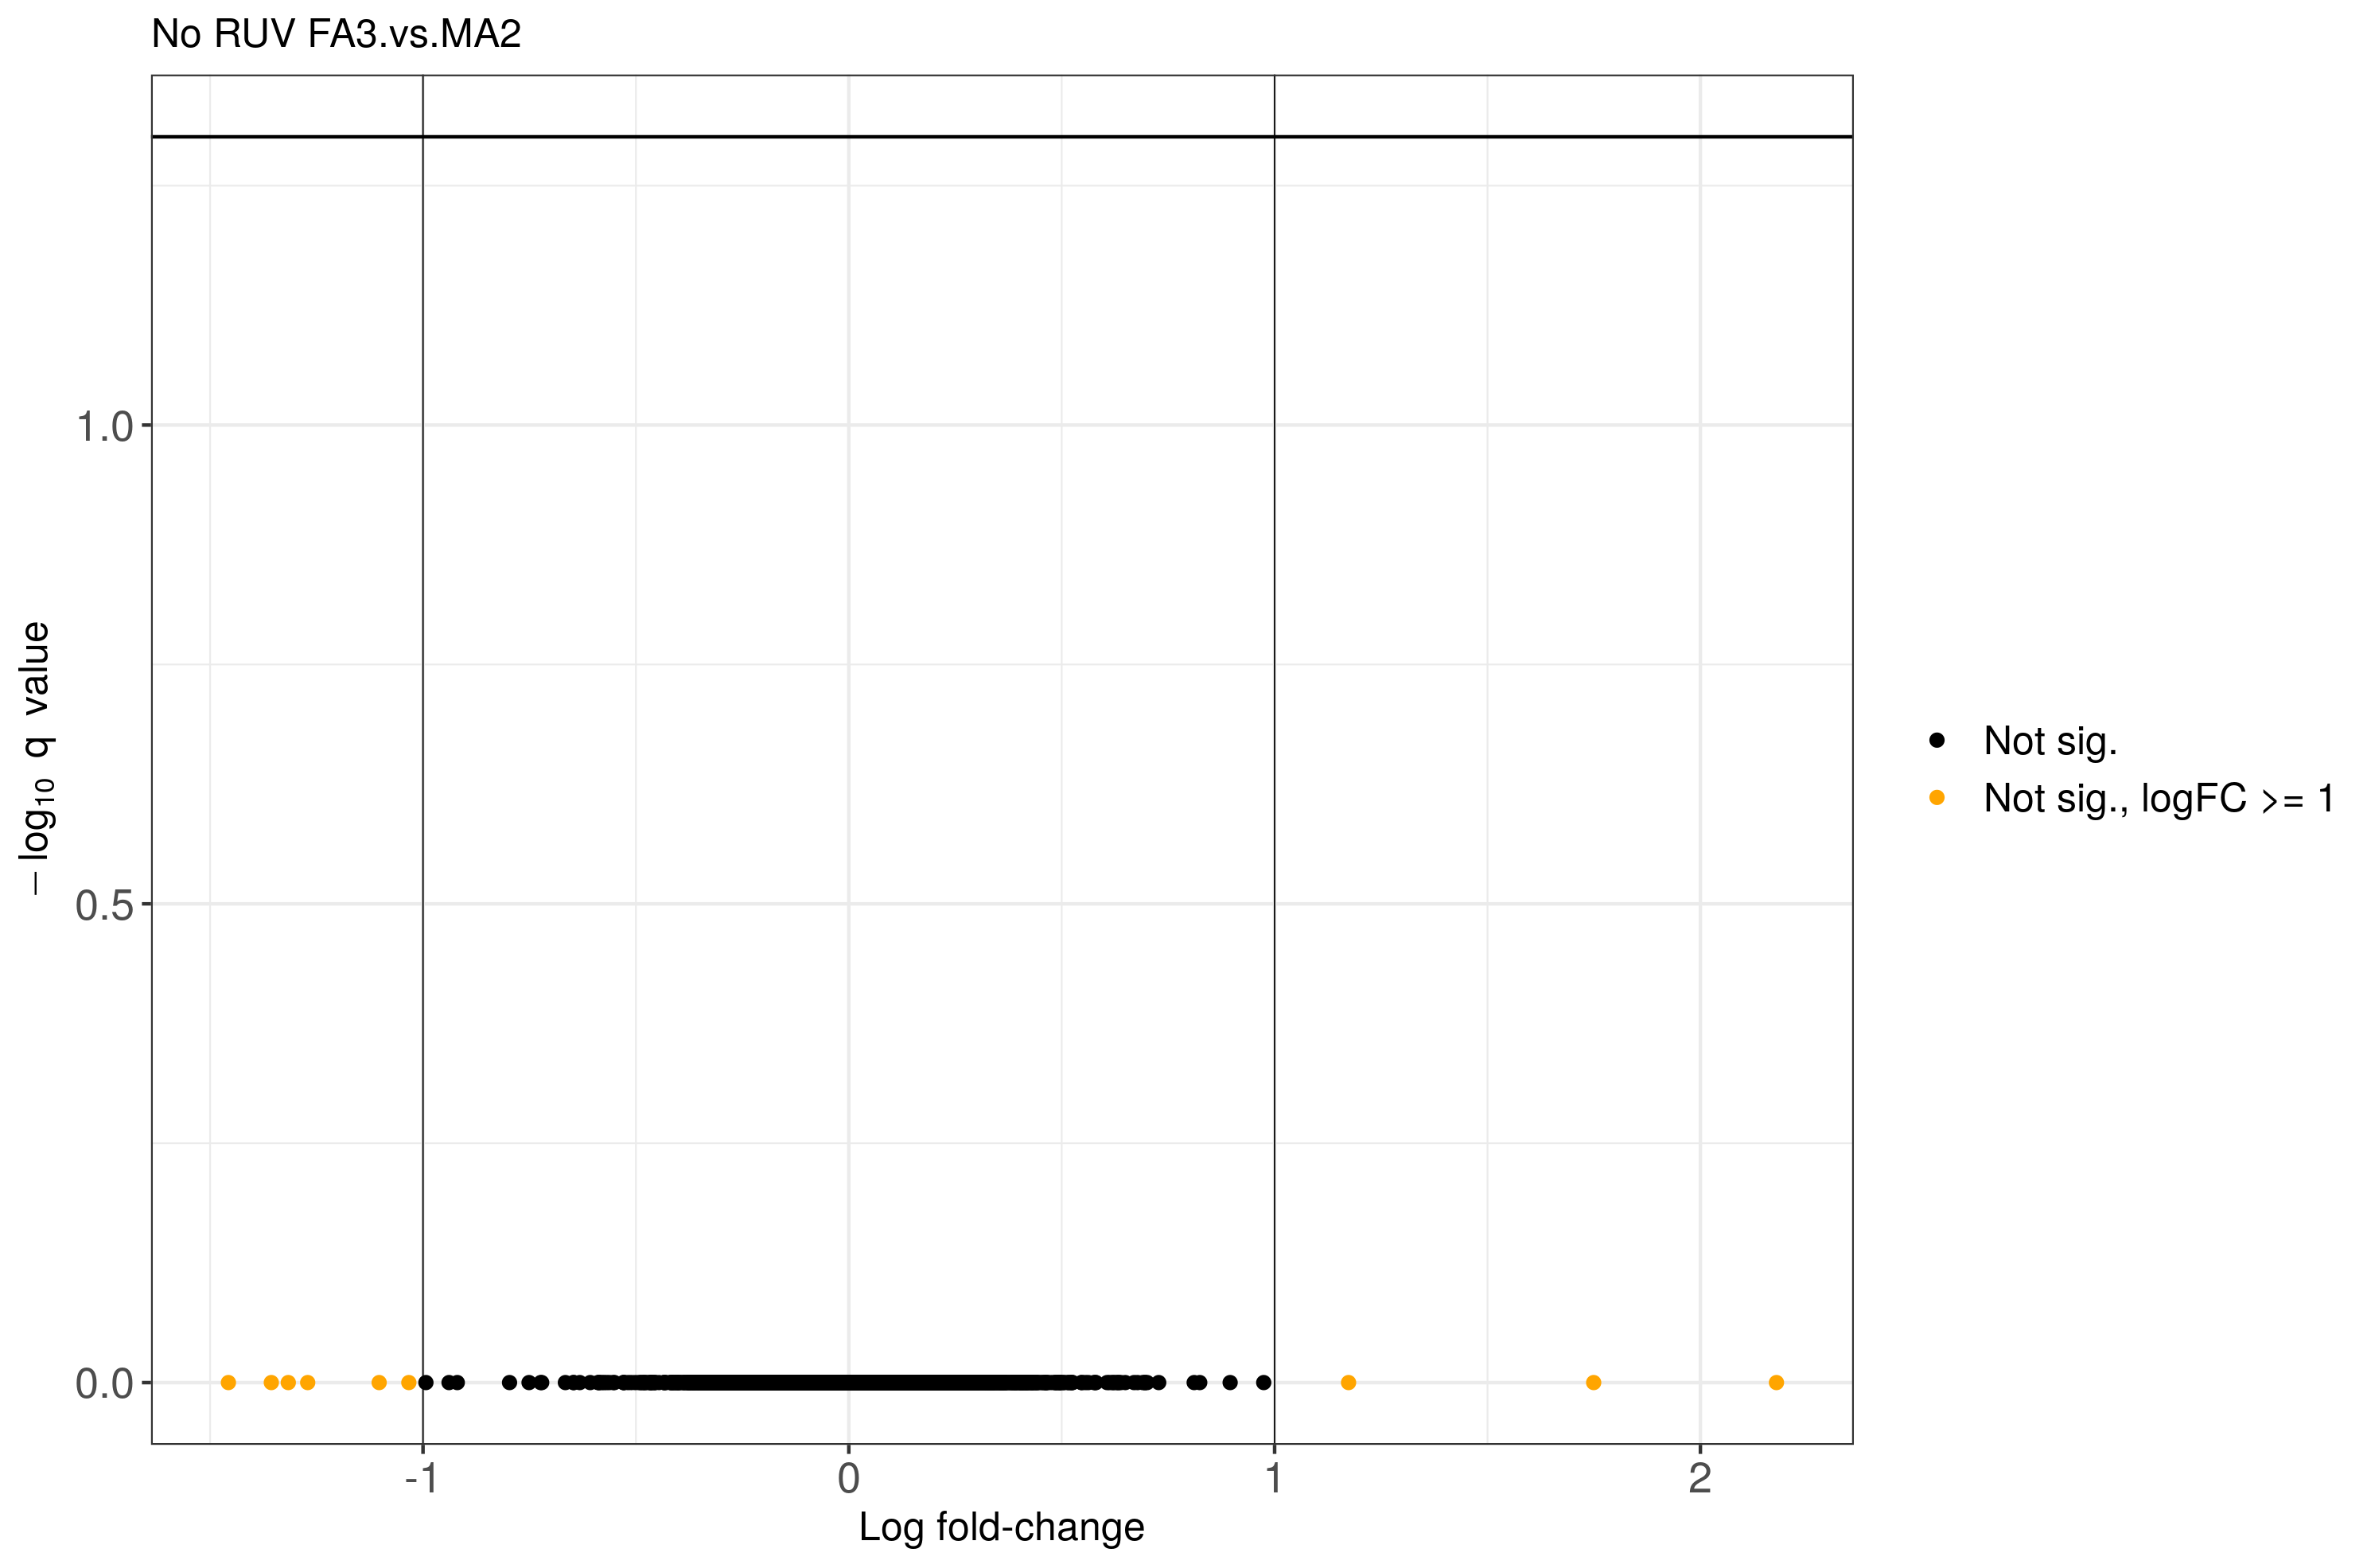 No RUV FA3.vs.MA2
1.0
0.5
0.0
−log10 q value
-1
0
1
2
Log fold-change
Not sig.
Not sig., logFC >= 1